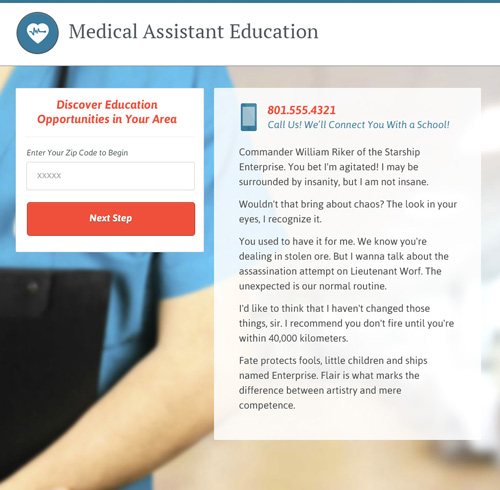 Medical Assistant Education
Discover Education
Opportunities in Your Area
Enter Your Zip Code to Begin
XXXXX
Next Step
801.555.4321
Call Us! We'll Connect You With a School!
Commander William Riker of the Starship
Enterprise. You bet I'm agitated! I may be
surrounded by insanity, but I am not insane.
Wouldn't that bring about chaos? The look in your
eyes, I recognize it.
You used to have it for me. We know you're
dealing in stolen ore. But I wanna talk about the
assassination attempt on Lieutenant Worf. The
unexpected is our normal routine.
I'd like to think that I haven't changed those
things, sir. I recommend you don't fire until you're
within 40,000 kilometers.
Fate protects fools, little children and ships
named Enterprise. Flair is what marks the
difference between artistry and mere
competence.